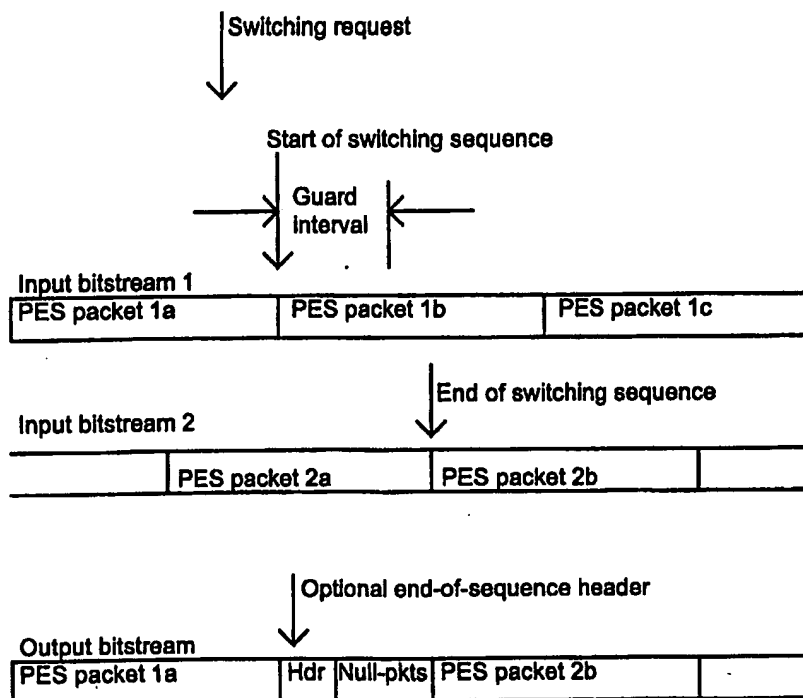 Switching request
Start of switching sequence
Guard
interval
Input bitstream 1
PES packet 1a PES packet 1b PES packet 1c
End of switching sequence
Input bitstream 2
PES packet 2a PES packet 2b
Optional end-of-sequence header
Output bitstream
PES packet 1a Hdr Null-pkts PES packet 2b